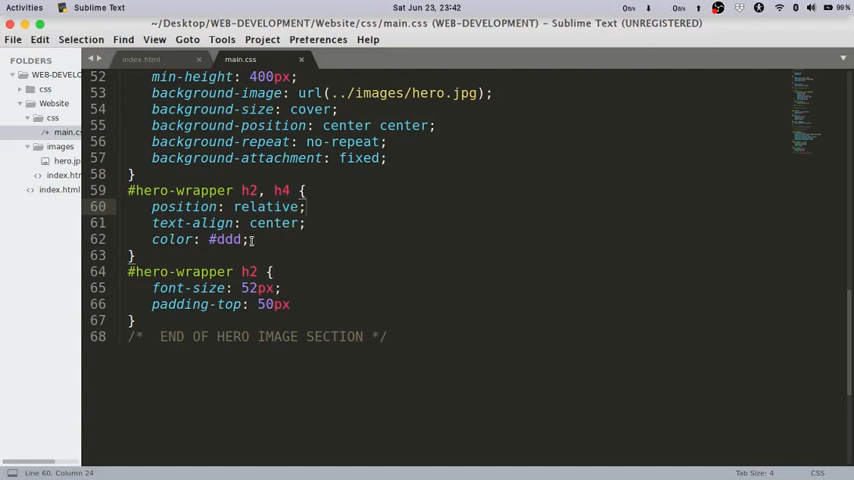 Activities Sublime Text Sat Jun 23, 23:42 0/s 0/s 99%
~/Desktop/WEB-DEVELOPMENT/Website/css/main.css (WEB-DEVELOPMENT) - Sublime Text (UNREGISTERED)
File Edit Selection Find View Goto Tools Project Preferences Help
FOLDERS
WEB-DEVELO
css
Website
css
/* main.cs
images
hero.jp
index.htm
index.html
index.html
main.css
52 min-height: 400px;
53 background-image: url(../images/hero.jpg);
54 background-size: cover;
55 background-position: center center;
56 background-repeat: no-repeat;
57 background-attachment: fixed;
58 }
59 #hero-wrapper h2, h4 {
60 position: relative;
61 text-align: center;
62 color: #ddd;
63 }
64 #hero-wrapper h2 {
65 font-size: 52px;
66 padding-top: 50px
67 }
68 /* END OF HERO IMAGE SECTION */
Line 60, Column 24 Tab Size: 4 CSS